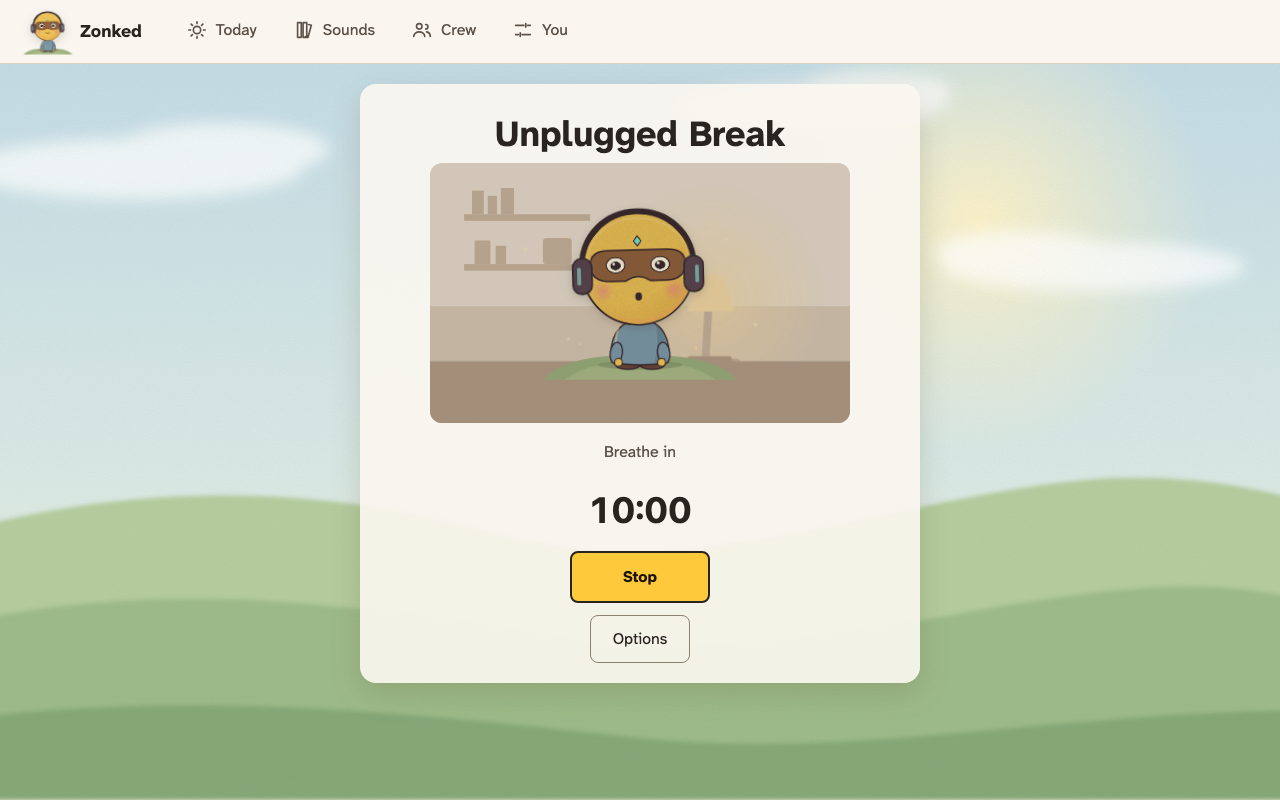 Zonked
Today
Sounds
Crew
You
Unplugged Break
Breathe in
10:00
Stop
Options